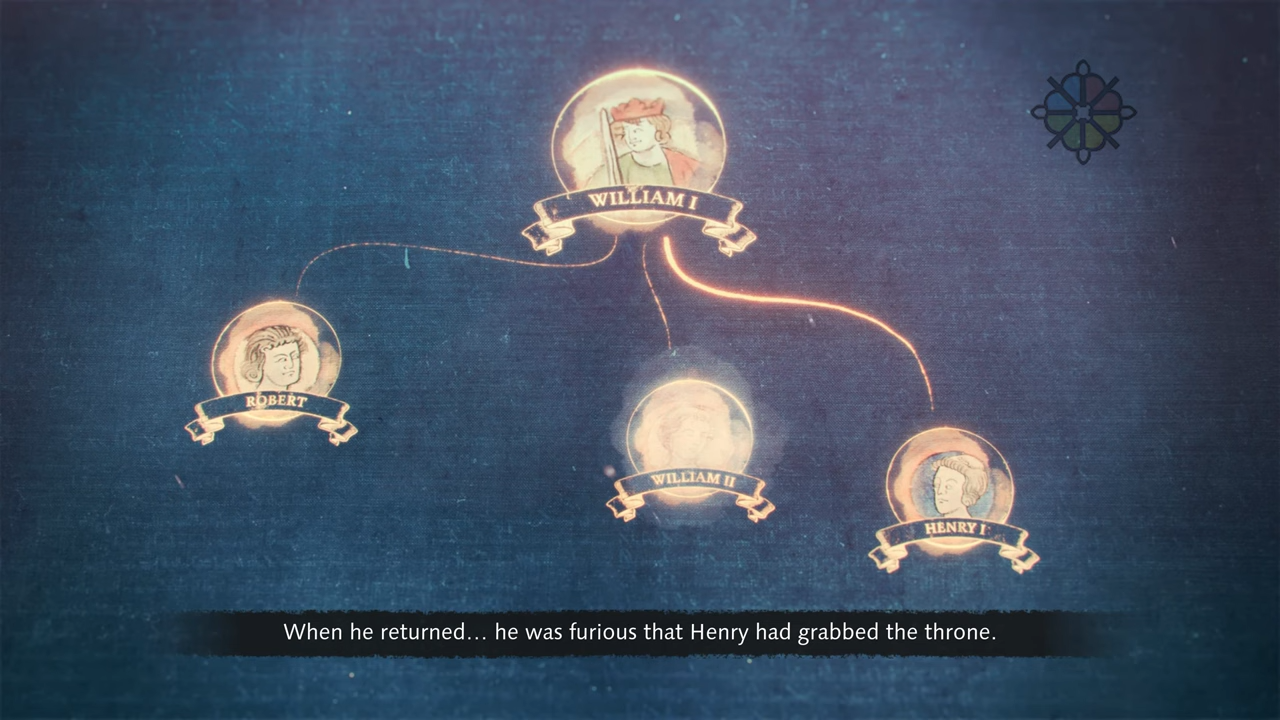 WILLIAM I
ROBERT
WILLIAM II
HENRY I
When he returned... he was furious that Henry had grabbed the throne.